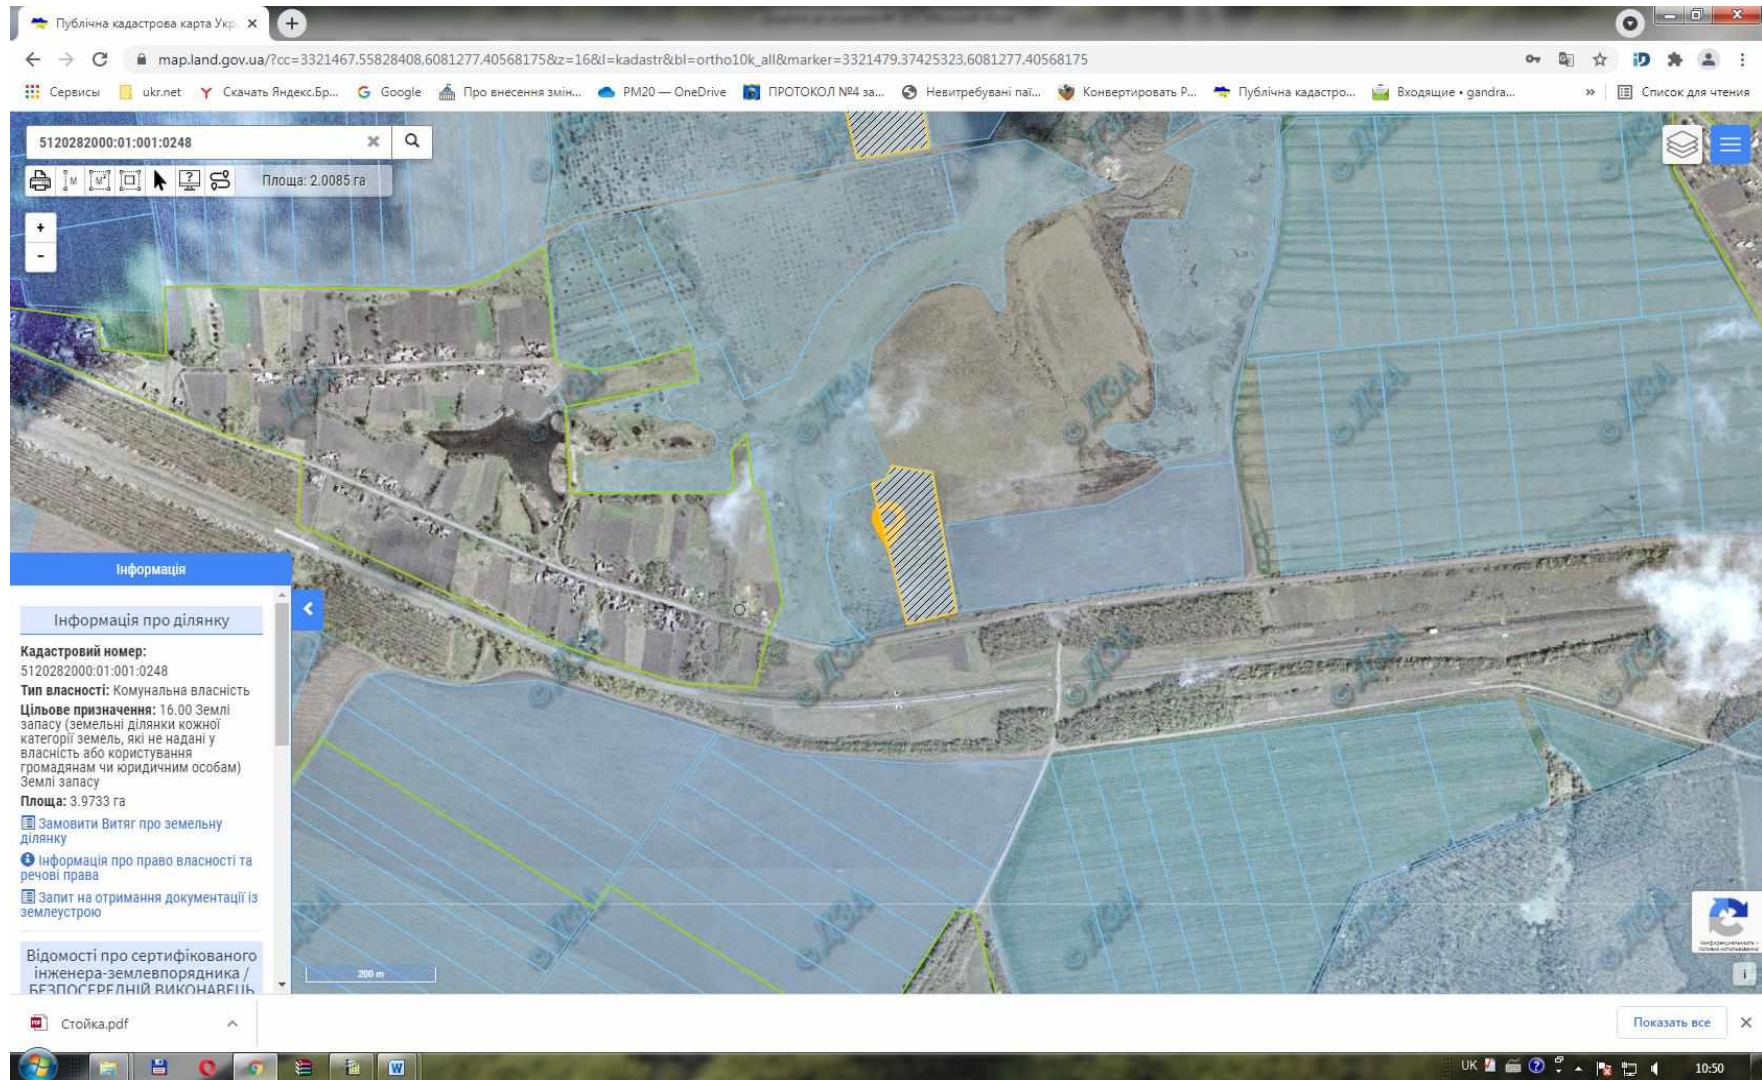 Публічна кадастрова карта Укр
map.land.gov.ua/?cc=3321467.55828408,6081277.40568175&z=16&l=kadastr&bl=ortho10k_all&marker=3321479.37425323,6081277.40568175
Сервисы ukr.net Скачать Яндекс.Бр... Google Про внесення змін... PM20 — OneDrive ПРОТОКОЛ №4 за... Невитребувані паї... Конвертировать P... Публічна кадастро... Входящие • gandra... » Список для чтения
5120282000:01:001:0248
Площа: 2.0085 га
+
-
© ДЗА
Інформація
Інформація про ділянку
Кадастровий номер:
5120282000:01:001:0248
Тип власності: Комунальна власність
Цільове призначення: 16.00 Землі
запасу (земельні ділянки кожної
категорії земель, які не надані у
власність або користування
громадянам чи юридичним особам)
Землі запасу
Площа: 3.9733 га
Замовити Витяг про земельну
ділянку
Інформація про право власності та
речові права
Запит на отримання документації із
землеустрою
Відомості про сертифікованого
інженера-землевпорядника /
БЕЗПОСЕРЕДНІЙ ВИКОНАВЕЦЬ
200 m
Стойка.pdf
Показать все
UK
10:50